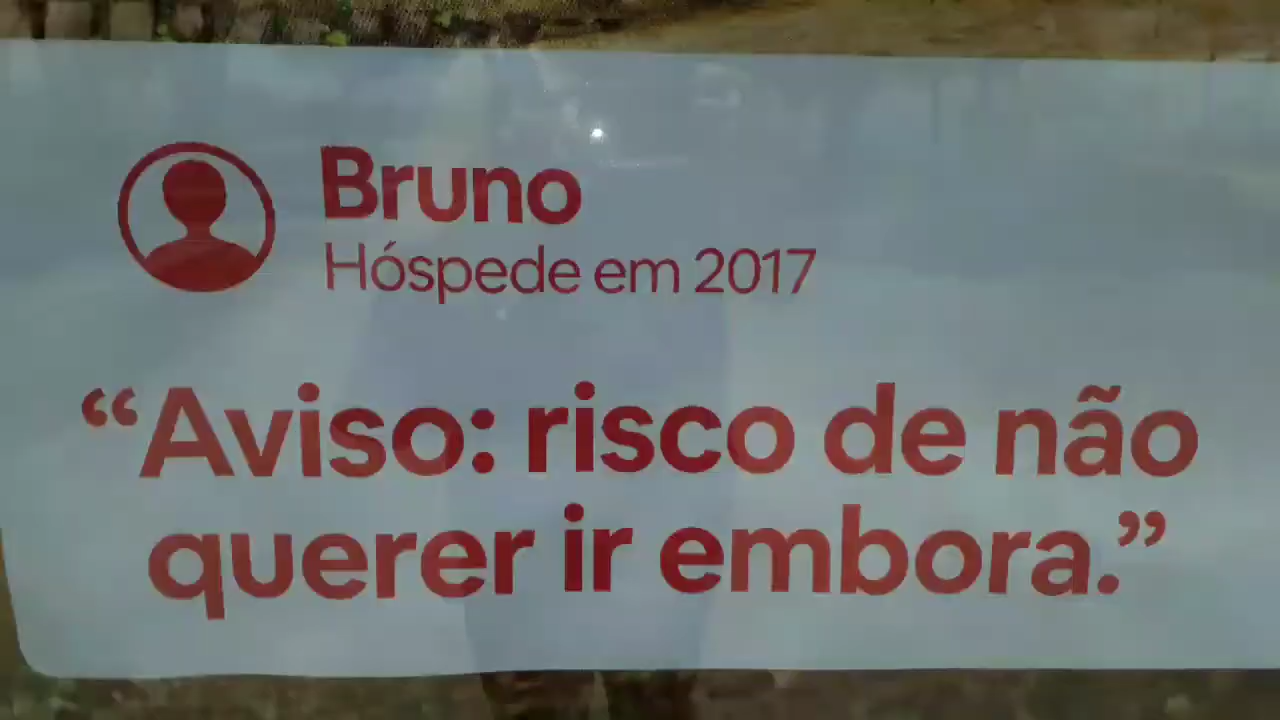 Bruno
Hóspede em 2017
“Aviso: risco de não
querer ir embora.”